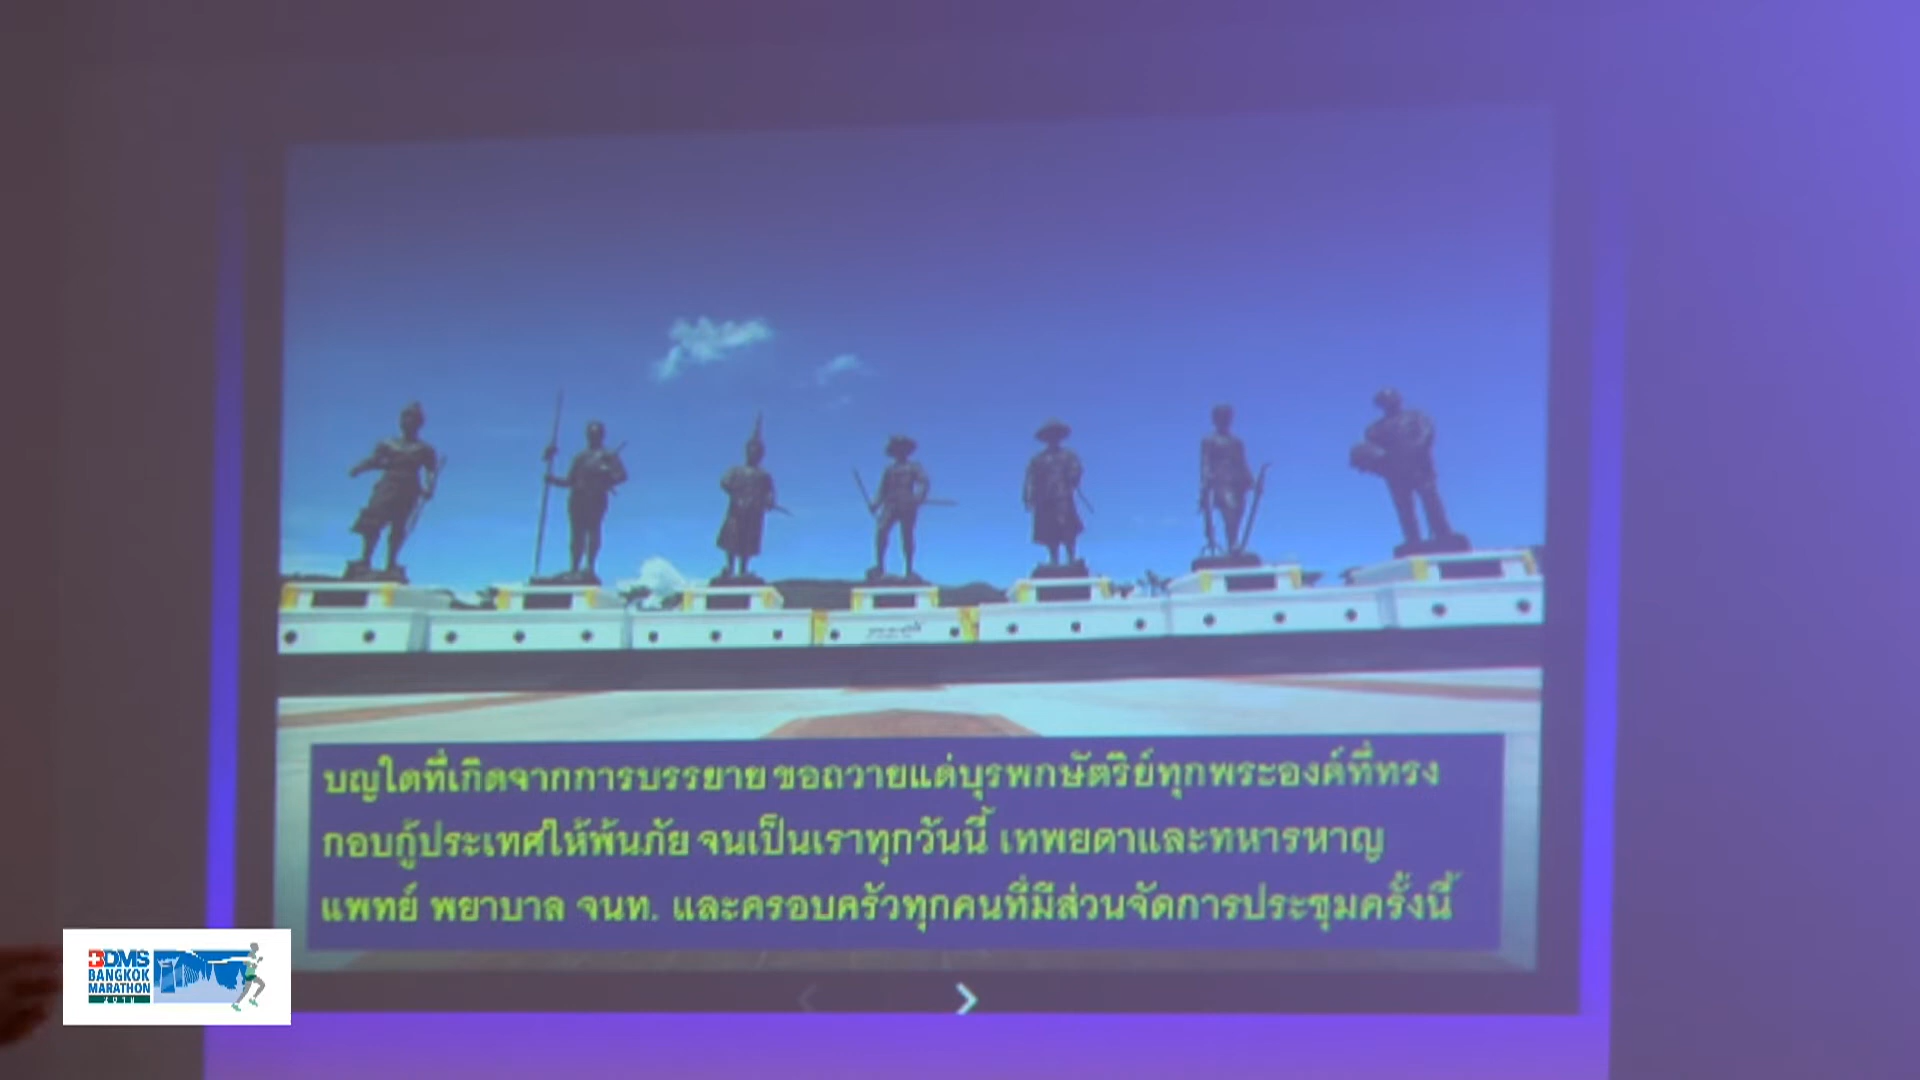 บุญใดที่เกิดจากการบรรยาย ขอถวายแด่บุรพกษัตริย์ทุกพระองค์ที่ทรง
กอบกู้ประเทศให้พ้นภัย จนเป็นเราทุกวันนี้ เทพยดาและทหารหาญ
แพทย์ พยาบาล จนท. และครอบครัวทุกคนที่มีส่วนจัดการประชุมครั้งนี้
BDMS
BANGKOK
MARATHON